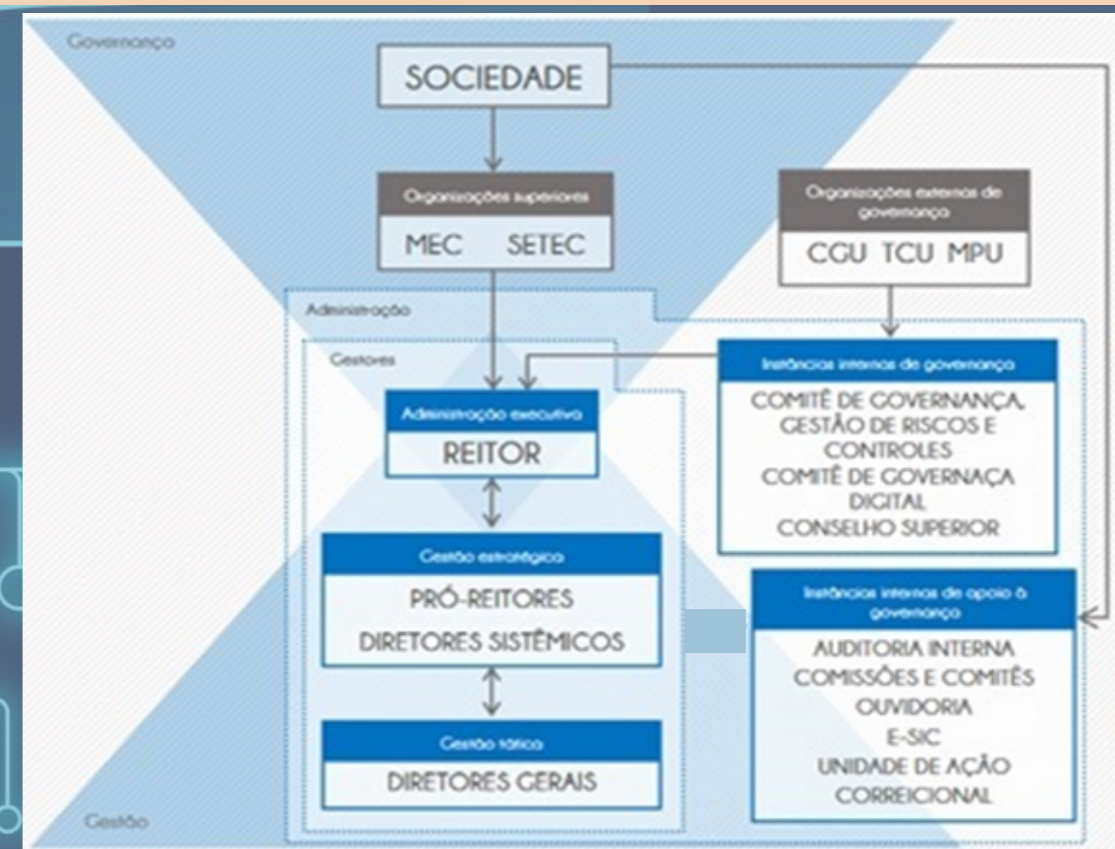 Governança
SOCIEDADE
Organizações superiores
MEC SETEC
Organizações externas de
governança
CGU TCU MPU
Administração
Gestores
Administração executiva
REITOR
Instâncias internas de governança
COMITÊ DE GOVERNANÇA,
GESTÃO DE RISCOS E
CONTROLES
COMITÊ DE GOVERNAÇA
DIGITAL
CONSELHO SUPERIOR
Gestão estratégica
PRÓ-REITORES
DIRETORES SISTÊMICOS
Instâncias internas de apoio à
governança
AUDITORIA INTERNA
COMISSÕES E COMITÊS
OUVIDORIA
E-SIC
UNIDADE DE AÇÃO
CORREICIONAL
Gestão tática
DIRETORES GERAIS
Gestão